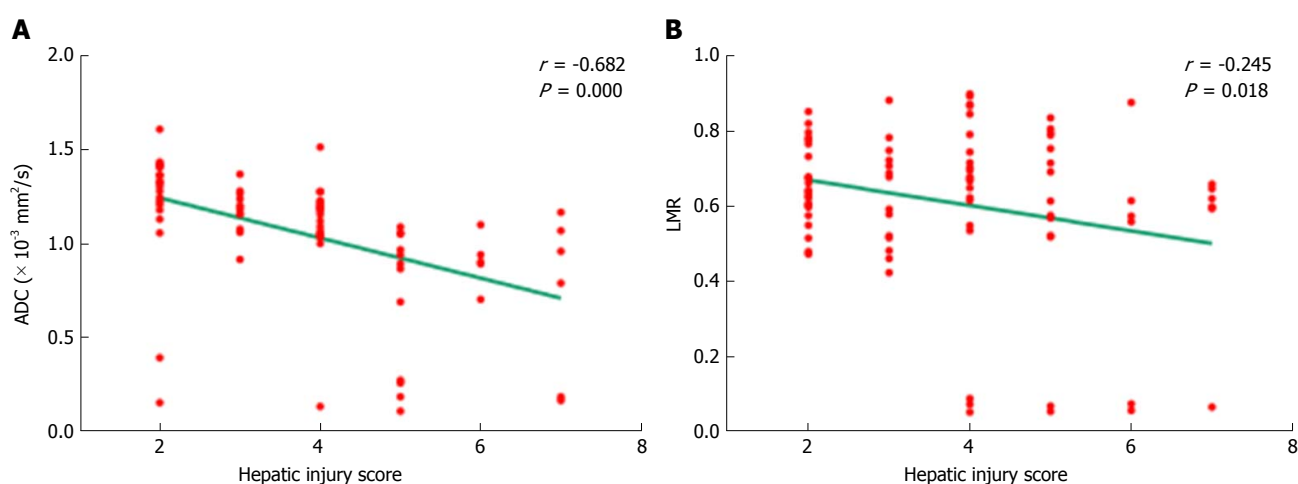 A
r = -0.682
P = 0.000
2.0
1.5
1.0
0.5
0.0
ADC (× 10⁻³ mm²/s)
2
4
6
8
Hepatic injury score
B
r = -0.245
P = 0.018
1.0
0.8
0.6
0.4
0.2
0.0
LMR
2
4
6
8
Hepatic injury score